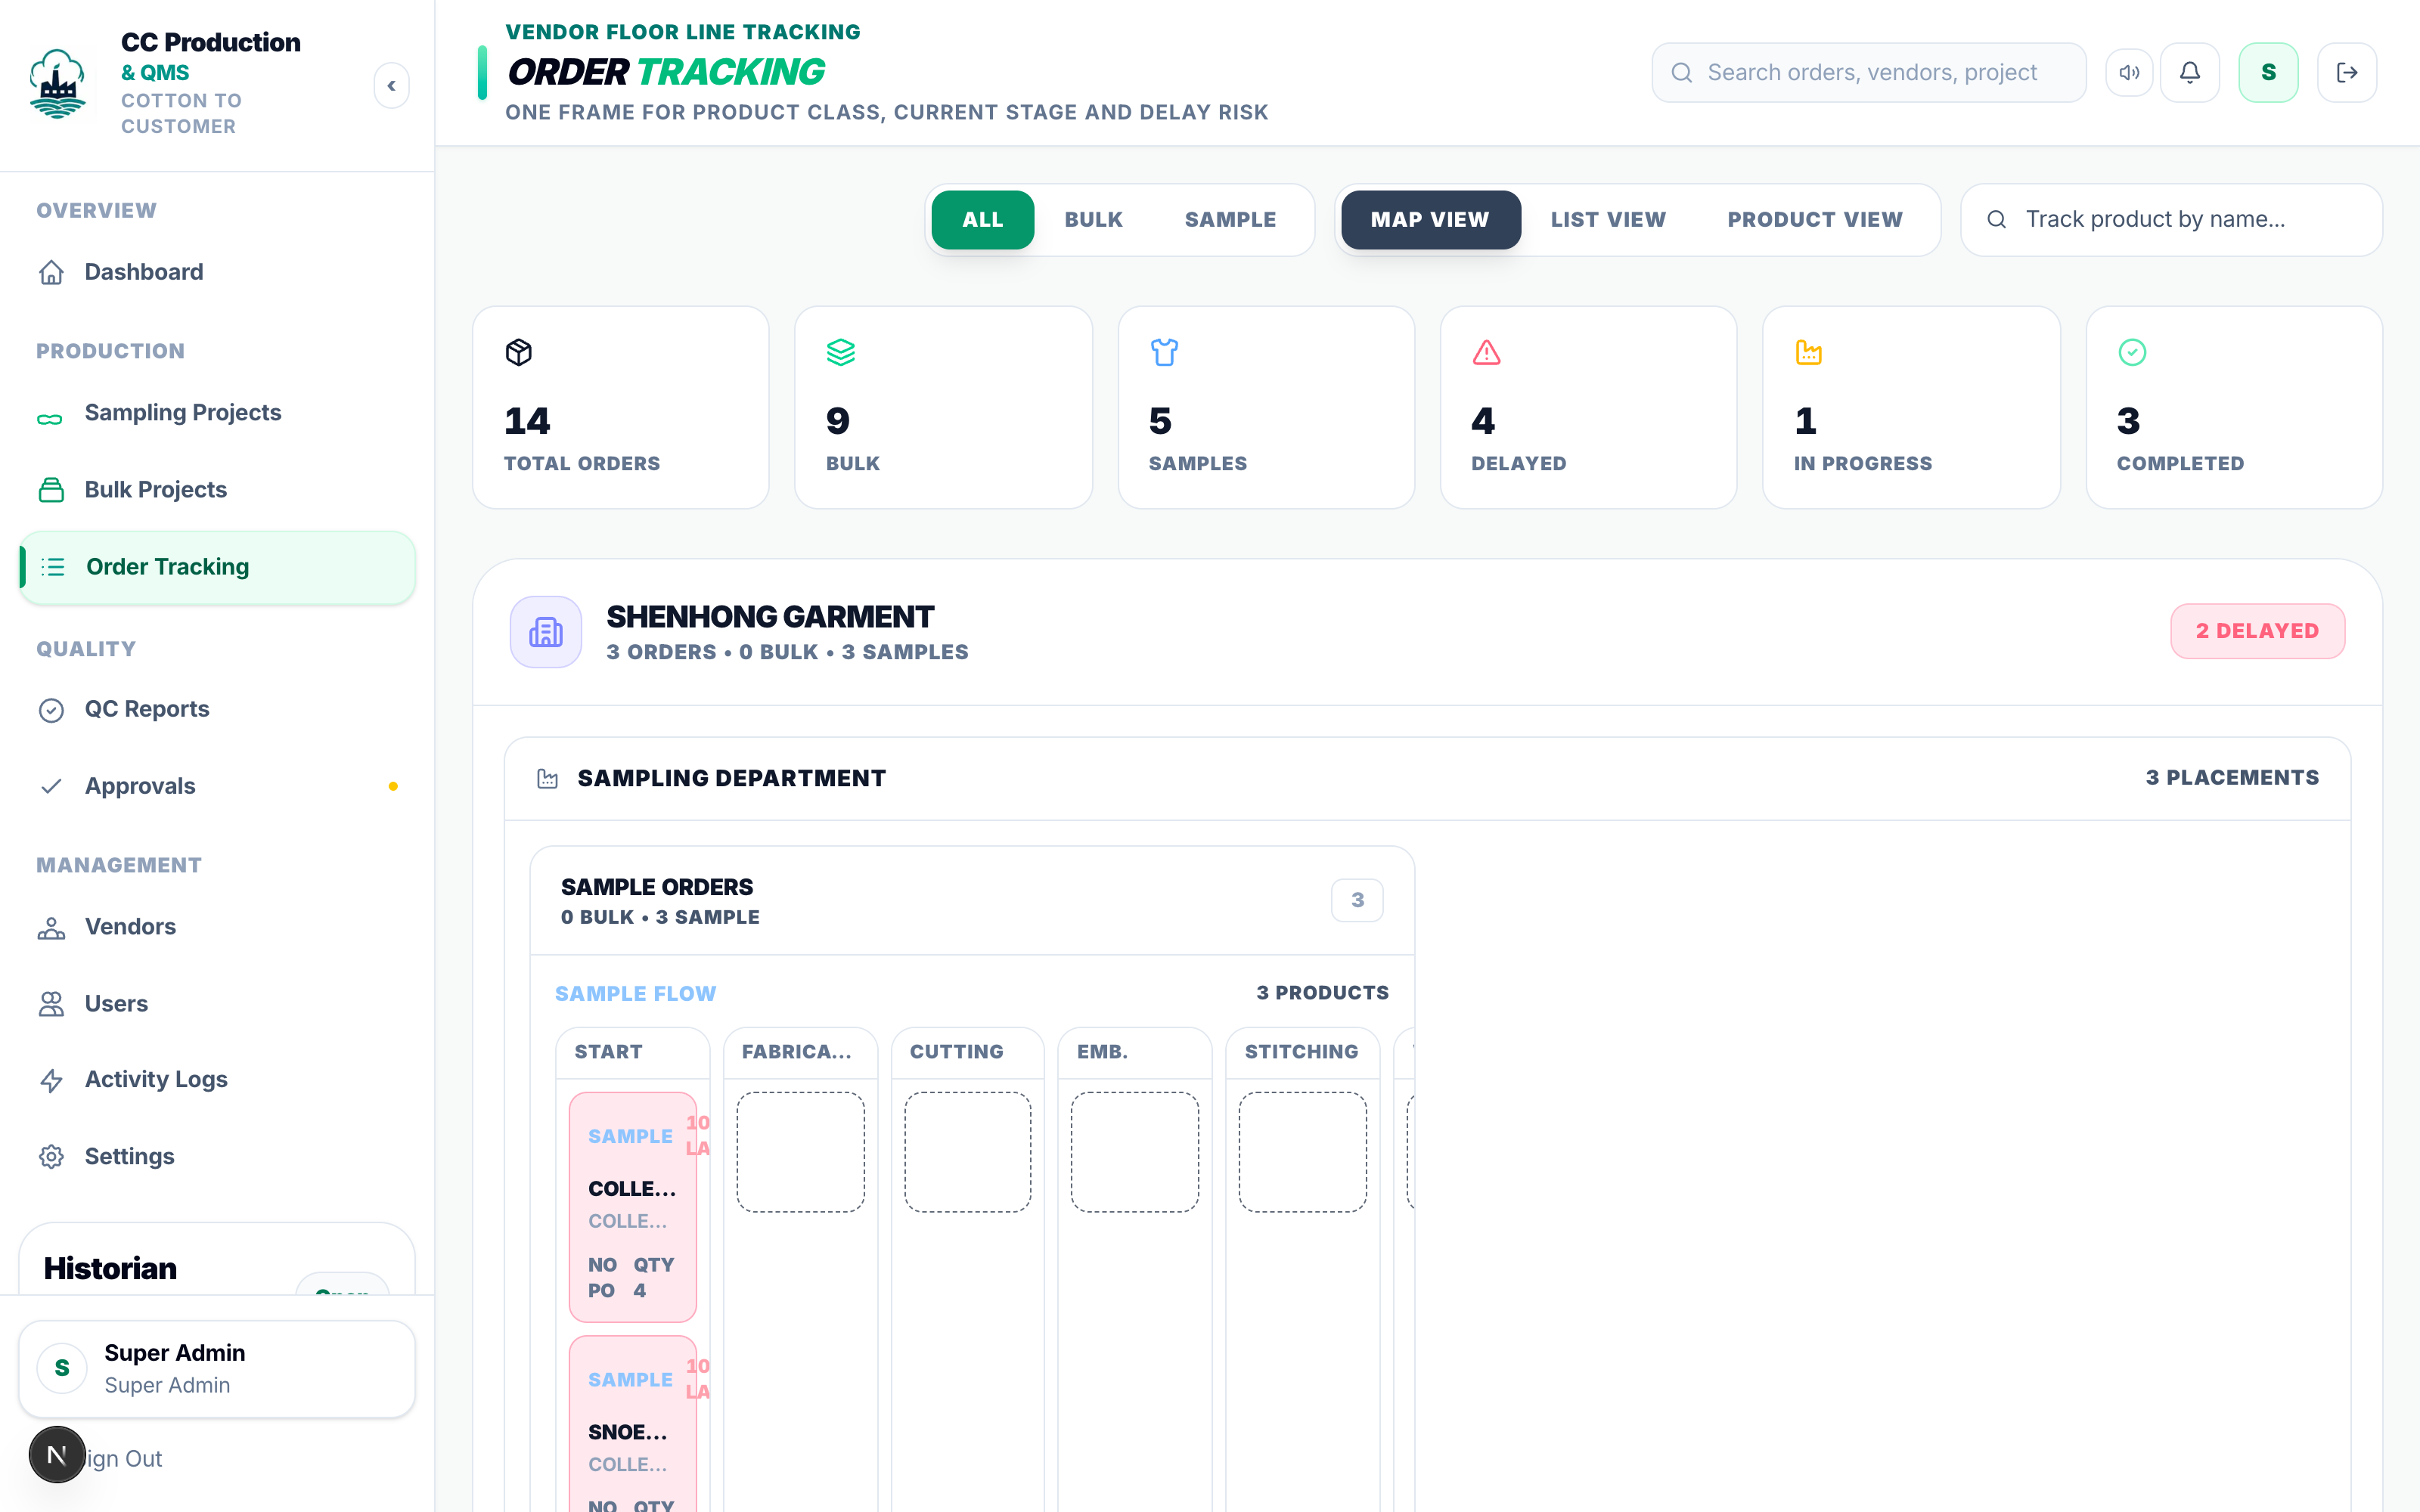 CC Production
& QMS
COTTON TO
CUSTOMER
OVERVIEW
Dashboard
PRODUCTION
Sampling Projects
Bulk Projects
Order Tracking
QUALITY
QC Reports
Approvals
MANAGEMENT
Vendors
Users
Activity Logs
Settings
Historian
S
Super Admin
Super Admin
N
ign Out
VENDOR FLOOR LINE TRACKING
ORDER TRACKING
ONE FRAME FOR PRODUCT CLASS, CURRENT STAGE AND DELAY RISK
Search orders, vendors, project
S
ALL BULK SAMPLE
MAP VIEW LIST VIEW PRODUCT VIEW
Track product by name...
14
TOTAL ORDERS
9
BULK
5
SAMPLES
4
DELAYED
1
IN PROGRESS
3
COMPLETED
SHENHONG GARMENT
3 ORDERS • 0 BULK • 3 SAMPLES
2 DELAYED
SAMPLING DEPARTMENT
3 PLACEMENTS
SAMPLE ORDERS
0 BULK • 3 SAMPLE
3
SAMPLE FLOW
3 PRODUCTS
START
FABRICA...
CUTTING
EMB.
STITCHING
SAMPLE
10
LA
COLLE...
COLLE...
NO PO
QTY 4
SAMPLE
10
LA
SNOE...
COLLE...
NO QTY